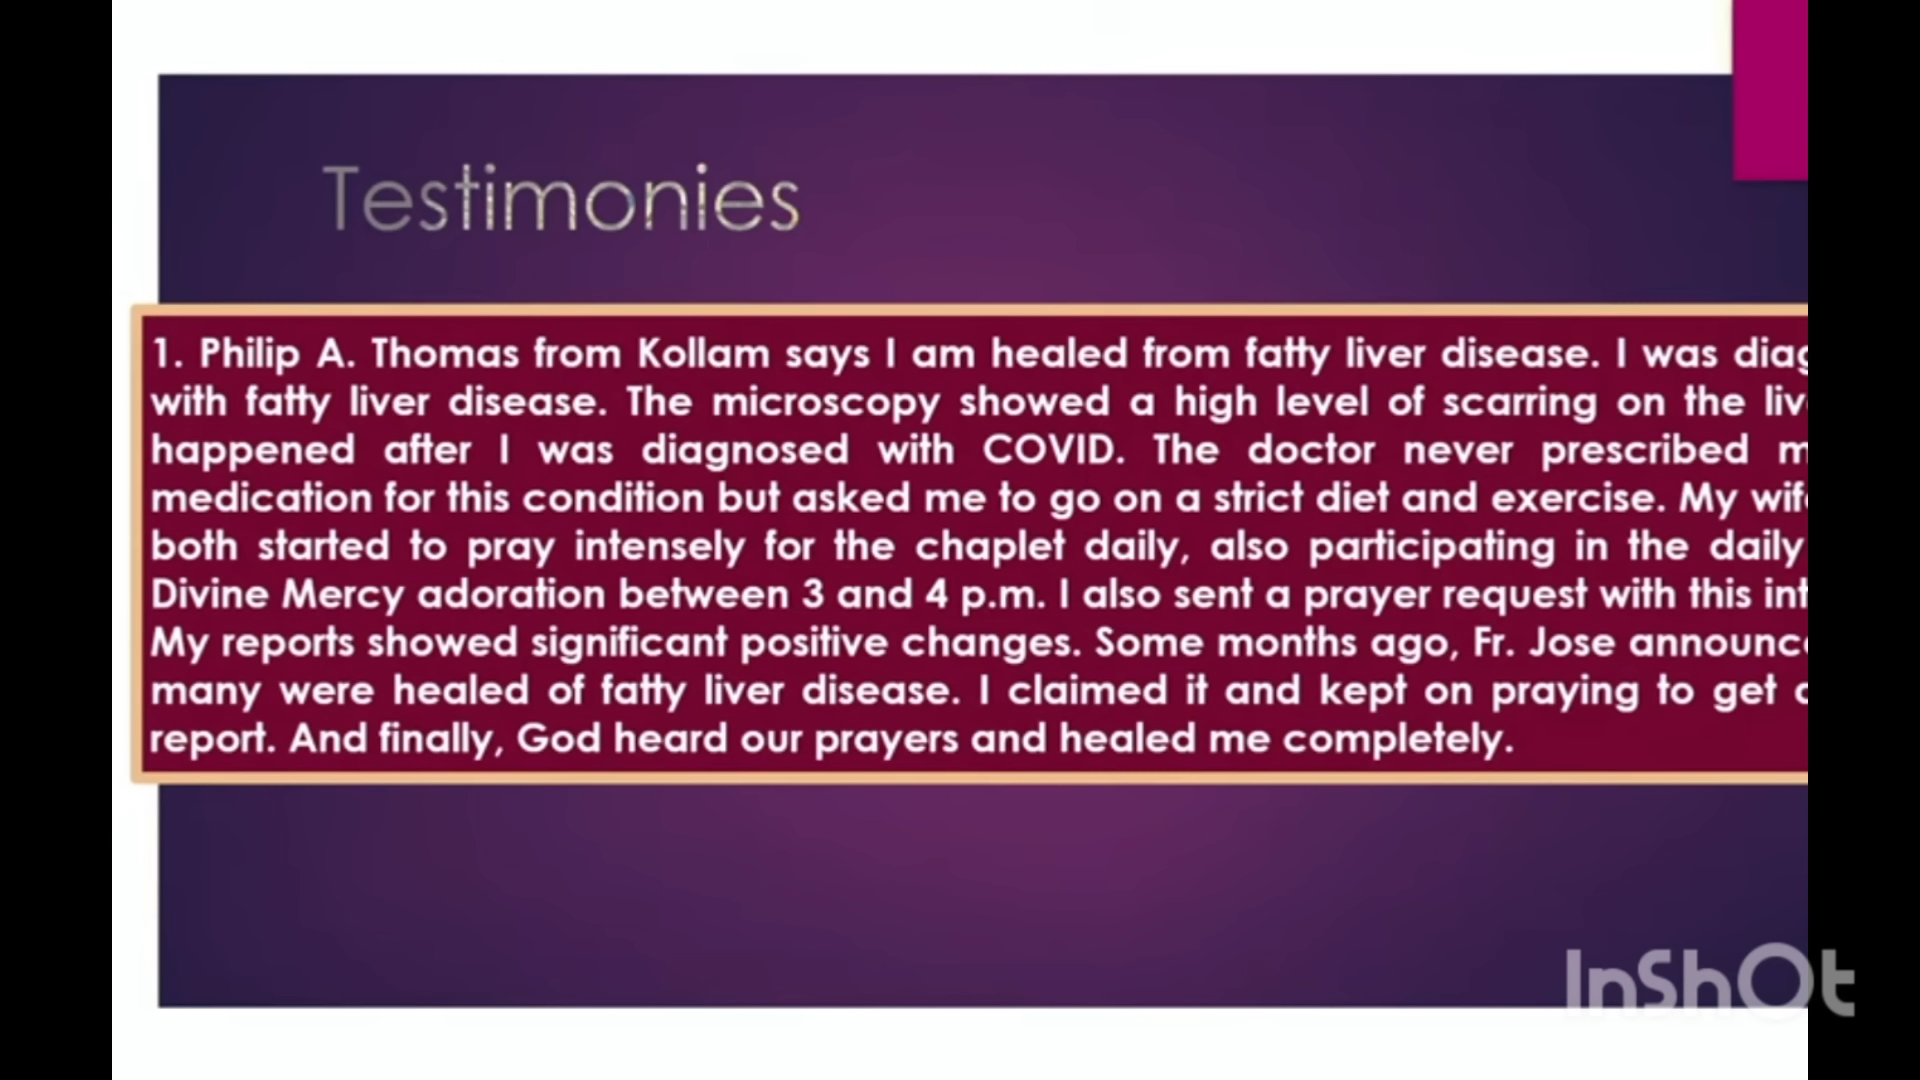 Testimonies
1. Philip A. Thomas from Kollam says I am healed from fatty liver disease. I was diag
with fatty liver disease. The microscopy showed a high level of scarring on the liv
happened after I was diagnosed with COVID. The doctor never prescribed m
medication for this condition but asked me to go on a strict diet and exercise. My wif
both started to pray intensely for the chaplet daily, also participating in the daily
Divine Mercy adoration between 3 and 4 p.m. I also sent a prayer request with this int
My reports showed significant positive changes. Some months ago, Fr. Jose announc
many were healed of fatty liver disease. I claimed it and kept on praying to get
report. And finally, God heard our prayers and healed me completely.
InShOt